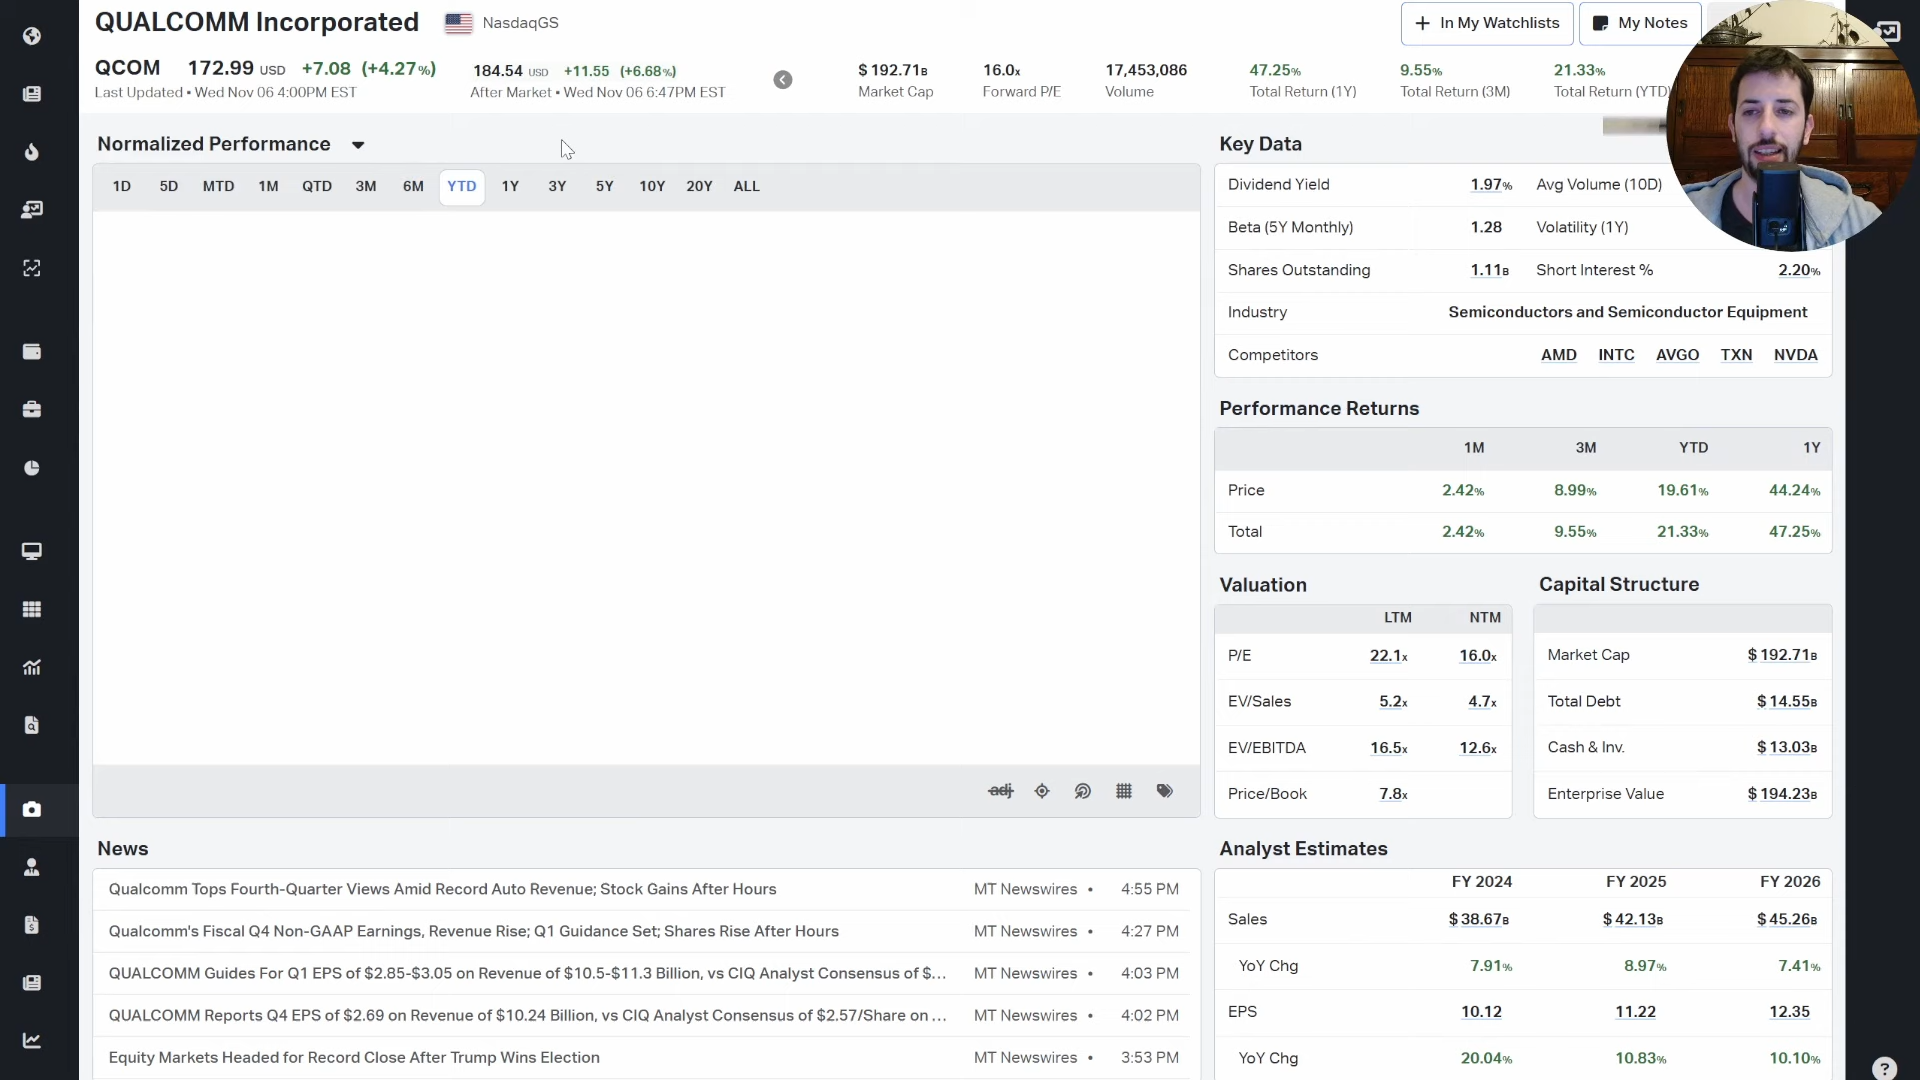 QUALCOMM Incorporated NasdaqGS
In My Watchlists My Notes
QCOM 172.99 USD +7.08 (+4.27%)
Last Updated • Wed Nov 06 4:00PM EST
184.54 USD +11.55 (+6.68%)
After Market • Wed Nov 06 6:47PM EST
$ 192.71B
Market Cap
16.0x
Forward P/E
17,453,086
Volume
47.25%
Total Return (1Y)
9.55%
Total Return (3M)
21.33%
Total Return (YTD)
Normalized Performance
1D 5D MTD 1M QTD 3M 6M YTD 1Y 3Y 5Y 10Y 20Y ALL
adj
News
Qualcomm Tops Fourth-Quarter Views Amid Record Auto Revenue; Stock Gains After Hours MT Newswires • 4:55 PM
Qualcomm's Fiscal Q4 Non-GAAP Earnings, Revenue Rise; Q1 Guidance Set; Shares Rise After Hours MT Newswires • 4:27 PM
QUALCOMM Guides For Q1 EPS of $2.85-$3.05 on Revenue of $10.5-$11.3 Billion, vs CIQ Analyst Consensus of $... MT Newswires • 4:03 PM
QUALCOMM Reports Q4 EPS of $2.69 on Revenue of $10.24 Billion, vs CIQ Analyst Consensus of $2.57/Share on ... MT Newswires • 4:02 PM
Equity Markets Headed for Record Close After Trump Wins Election MT Newswires • 3:53 PM
Key Data
Dividend Yield 1.97% Avg Volume (10D)
Beta (5Y Monthly) 1.28 Volatility (1Y)
Shares Outstanding 1.11B Short Interest % 2.20%
Industry Semiconductors and Semiconductor Equipment
Competitors AMD INTC AVGO TXN NVDA
Performance Returns
1M 3M YTD 1Y
Price 2.42% 8.99% 19.61% 44.24%
Total 2.42% 9.55% 21.33% 47.25%
Valuation
LTM NTM
P/E 22.1x 16.0x
EV/Sales 5.2x 4.7x
EV/EBITDA 16.5x 12.6x
Price/Book 7.8x
Capital Structure
Market Cap $ 192.71B
Total Debt $ 14.55B
Cash & Inv. $ 13.03B
Enterprise Value $ 194.23B
Analyst Estimates
FY 2024 FY 2025 FY 2026
Sales $ 38.67B $ 42.13B $ 45.26B
YoY Chg 7.91% 8.97% 7.41%
EPS 10.12 11.22 12.35
YoY Chg 20.04% 10.83% 10.10%